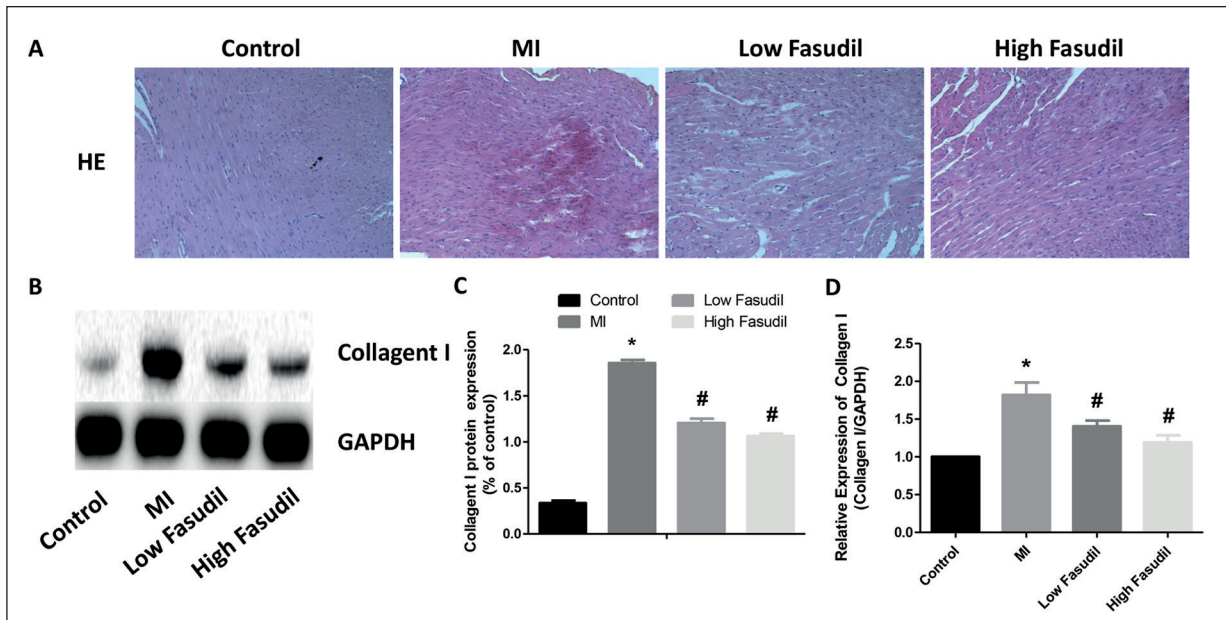 A
Control
MI
Low Fasudil
High Fasudil
HE
B
Collagent I
GAPDH
Control
MI
Low Fasudil
High Fasudil
C
Control
Low Fasudil
MI
High Fasudil
Collagent I protein expression
(% of control)
2.0
1.5
1.0
0.5
0.0
*
#
#
D
Relative Expression of Collagen I
(Collagen I/GAPDH)
2.5
2.0
1.5
1.0
0.5
0.0
*
#
#
Control
MI
Low Fasudil
High Fasudil